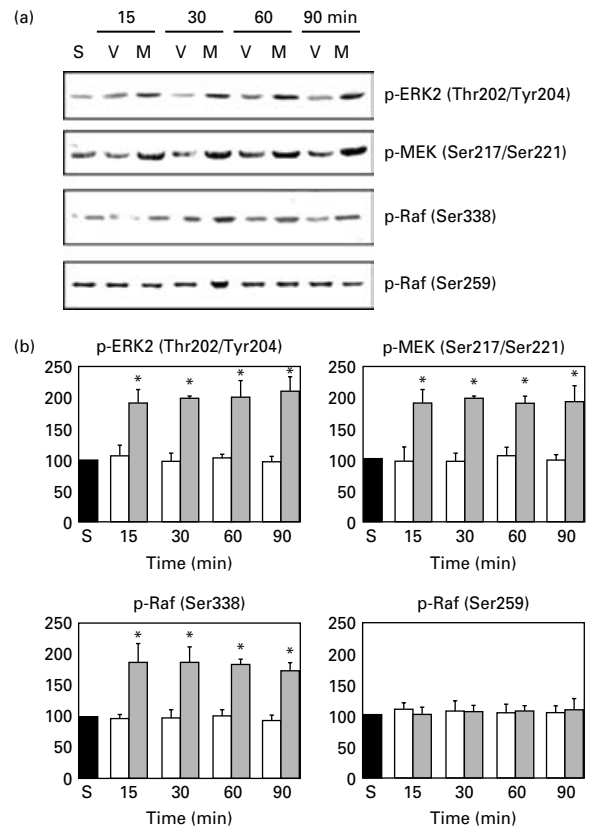 (a)
15 30 60 90 min
S V M V M V M V M
p-ERK2 (Thr202/Tyr204)
p-MEK (Ser217/Ser221)
p-Raf (Ser338)
p-Raf (Ser259)
(b)
p-ERK2 (Thr202/Tyr204)
250
200
150
100
50
0
* * * *
S 15 30 60 90
Time (min)
p-MEK (Ser217/Ser221)
250
200
150
100
50
0
* * * *
S 15 30 60 90
Time (min)
p-Raf (Ser338)
250
200
150
100
50
0
* * * *
S 15 30 60 90
Time (min)
p-Raf (Ser259)
250
200
150
100
50
0
S 15 30 60 90
Time (min)